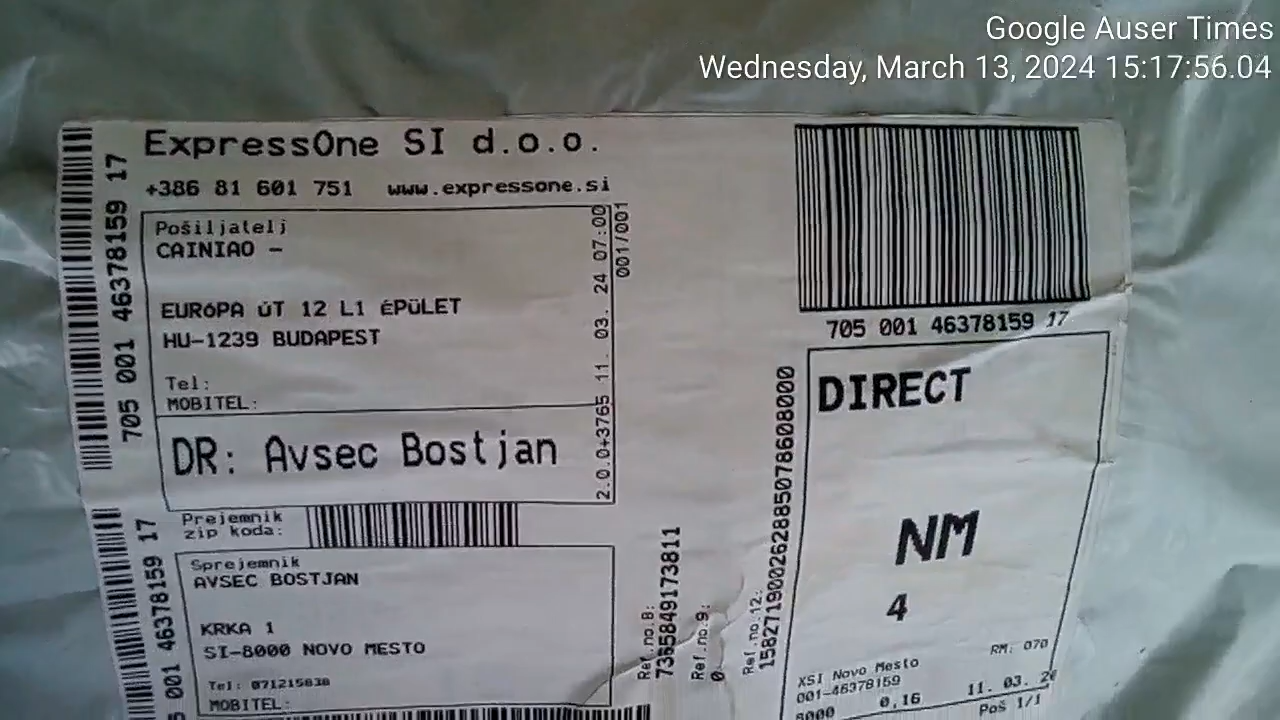 Google Auser Times
Wednesday, March 13, 2024 15:17:56.04
ExpressOne SI d.o.o.
+386 81 601 751 www.expressone.si
Pošiljatelj
CAINIAO -
EURóPA úT 12 L1 éPüLET
HU-1239 BUDAPEST
Tel:
MOBITEL:
DR: Avsec Bostjan
2.0.0+3765 11. 03. 24 07:00
001/001
Prejemnik
zip koda:
Sprejemnik
AVSEC BOSTJAN
KRKA 1
SI-8000 NOVO MESTO
Tel: 071215838
MOBITEL:
705 001 46378159 17
001 46378159 17
Ref.no.8:
7365849173811
Ref.no.9:
0
Ref.no.12:
158271900262885078608000
705 001 46378159 17
DIRECT
NM
4
RM: 070
XSI Novo Mesto
001-46378159
11. 03.
8000 0,16
Poš 1/1